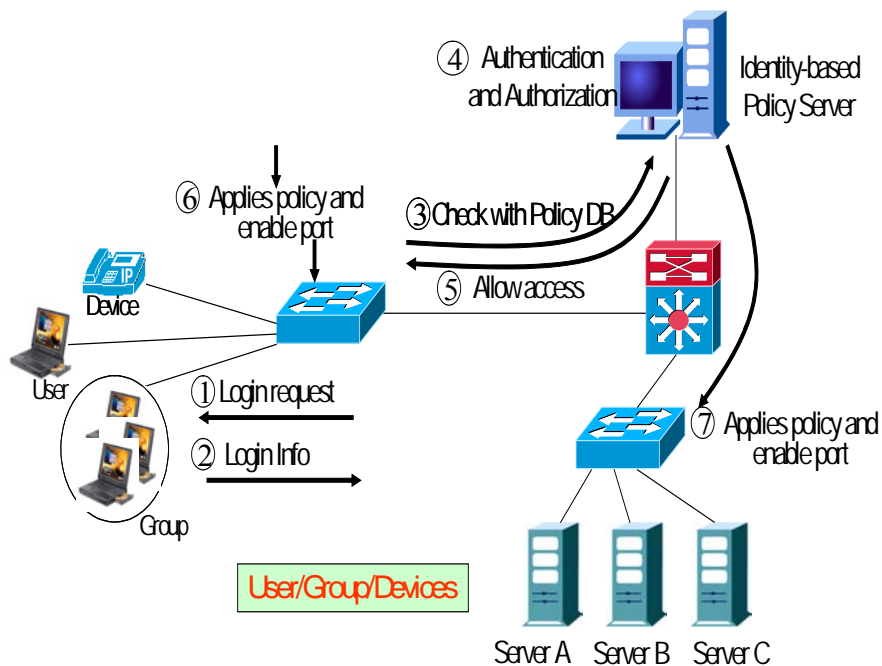 ④ Authentication
and Authorization
Identity-based
Policy Server
⑥ Applies policy and
enable port
③ Check with Policy DB
⑤ Allow access
IP
Device
User
① Login request
② Login Info
Group
⑦ Applies policy and
enable port
User/Group/Devices
Server A
Server B
Server C